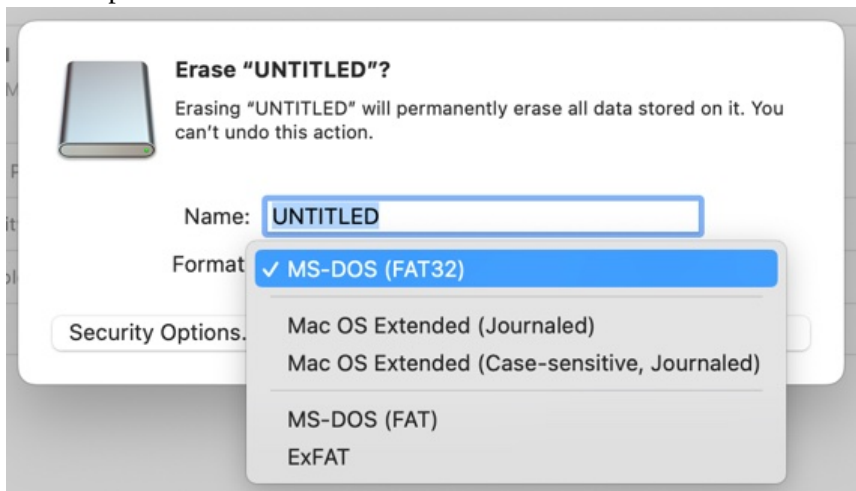 Erase “UNTITLED”?
Erasing “UNTITLED” will permanently erase all data stored on it. You
can’t undo this action.
Name: UNTITLED
Format
✓ MS-DOS (FAT32)
Mac OS Extended (Journaled)
Security Options.
Mac OS Extended (Case-sensitive, Journaled)
MS-DOS (FAT)
ExFAT